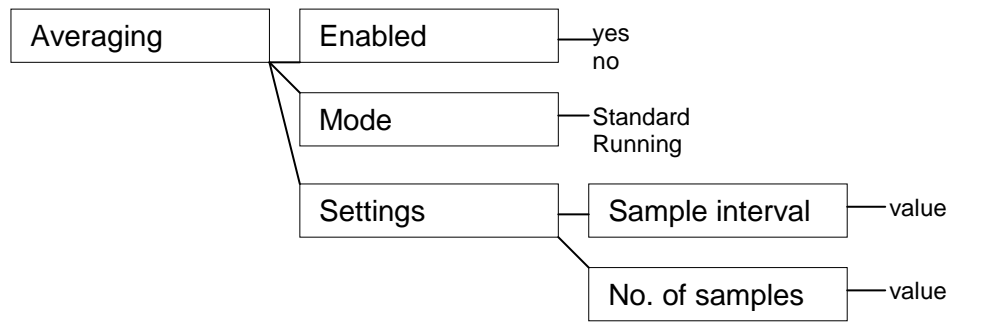 Averaging
Enabled
yes
no
Mode
Standard
Running
Settings
Sample interval
value
No. of samples
value